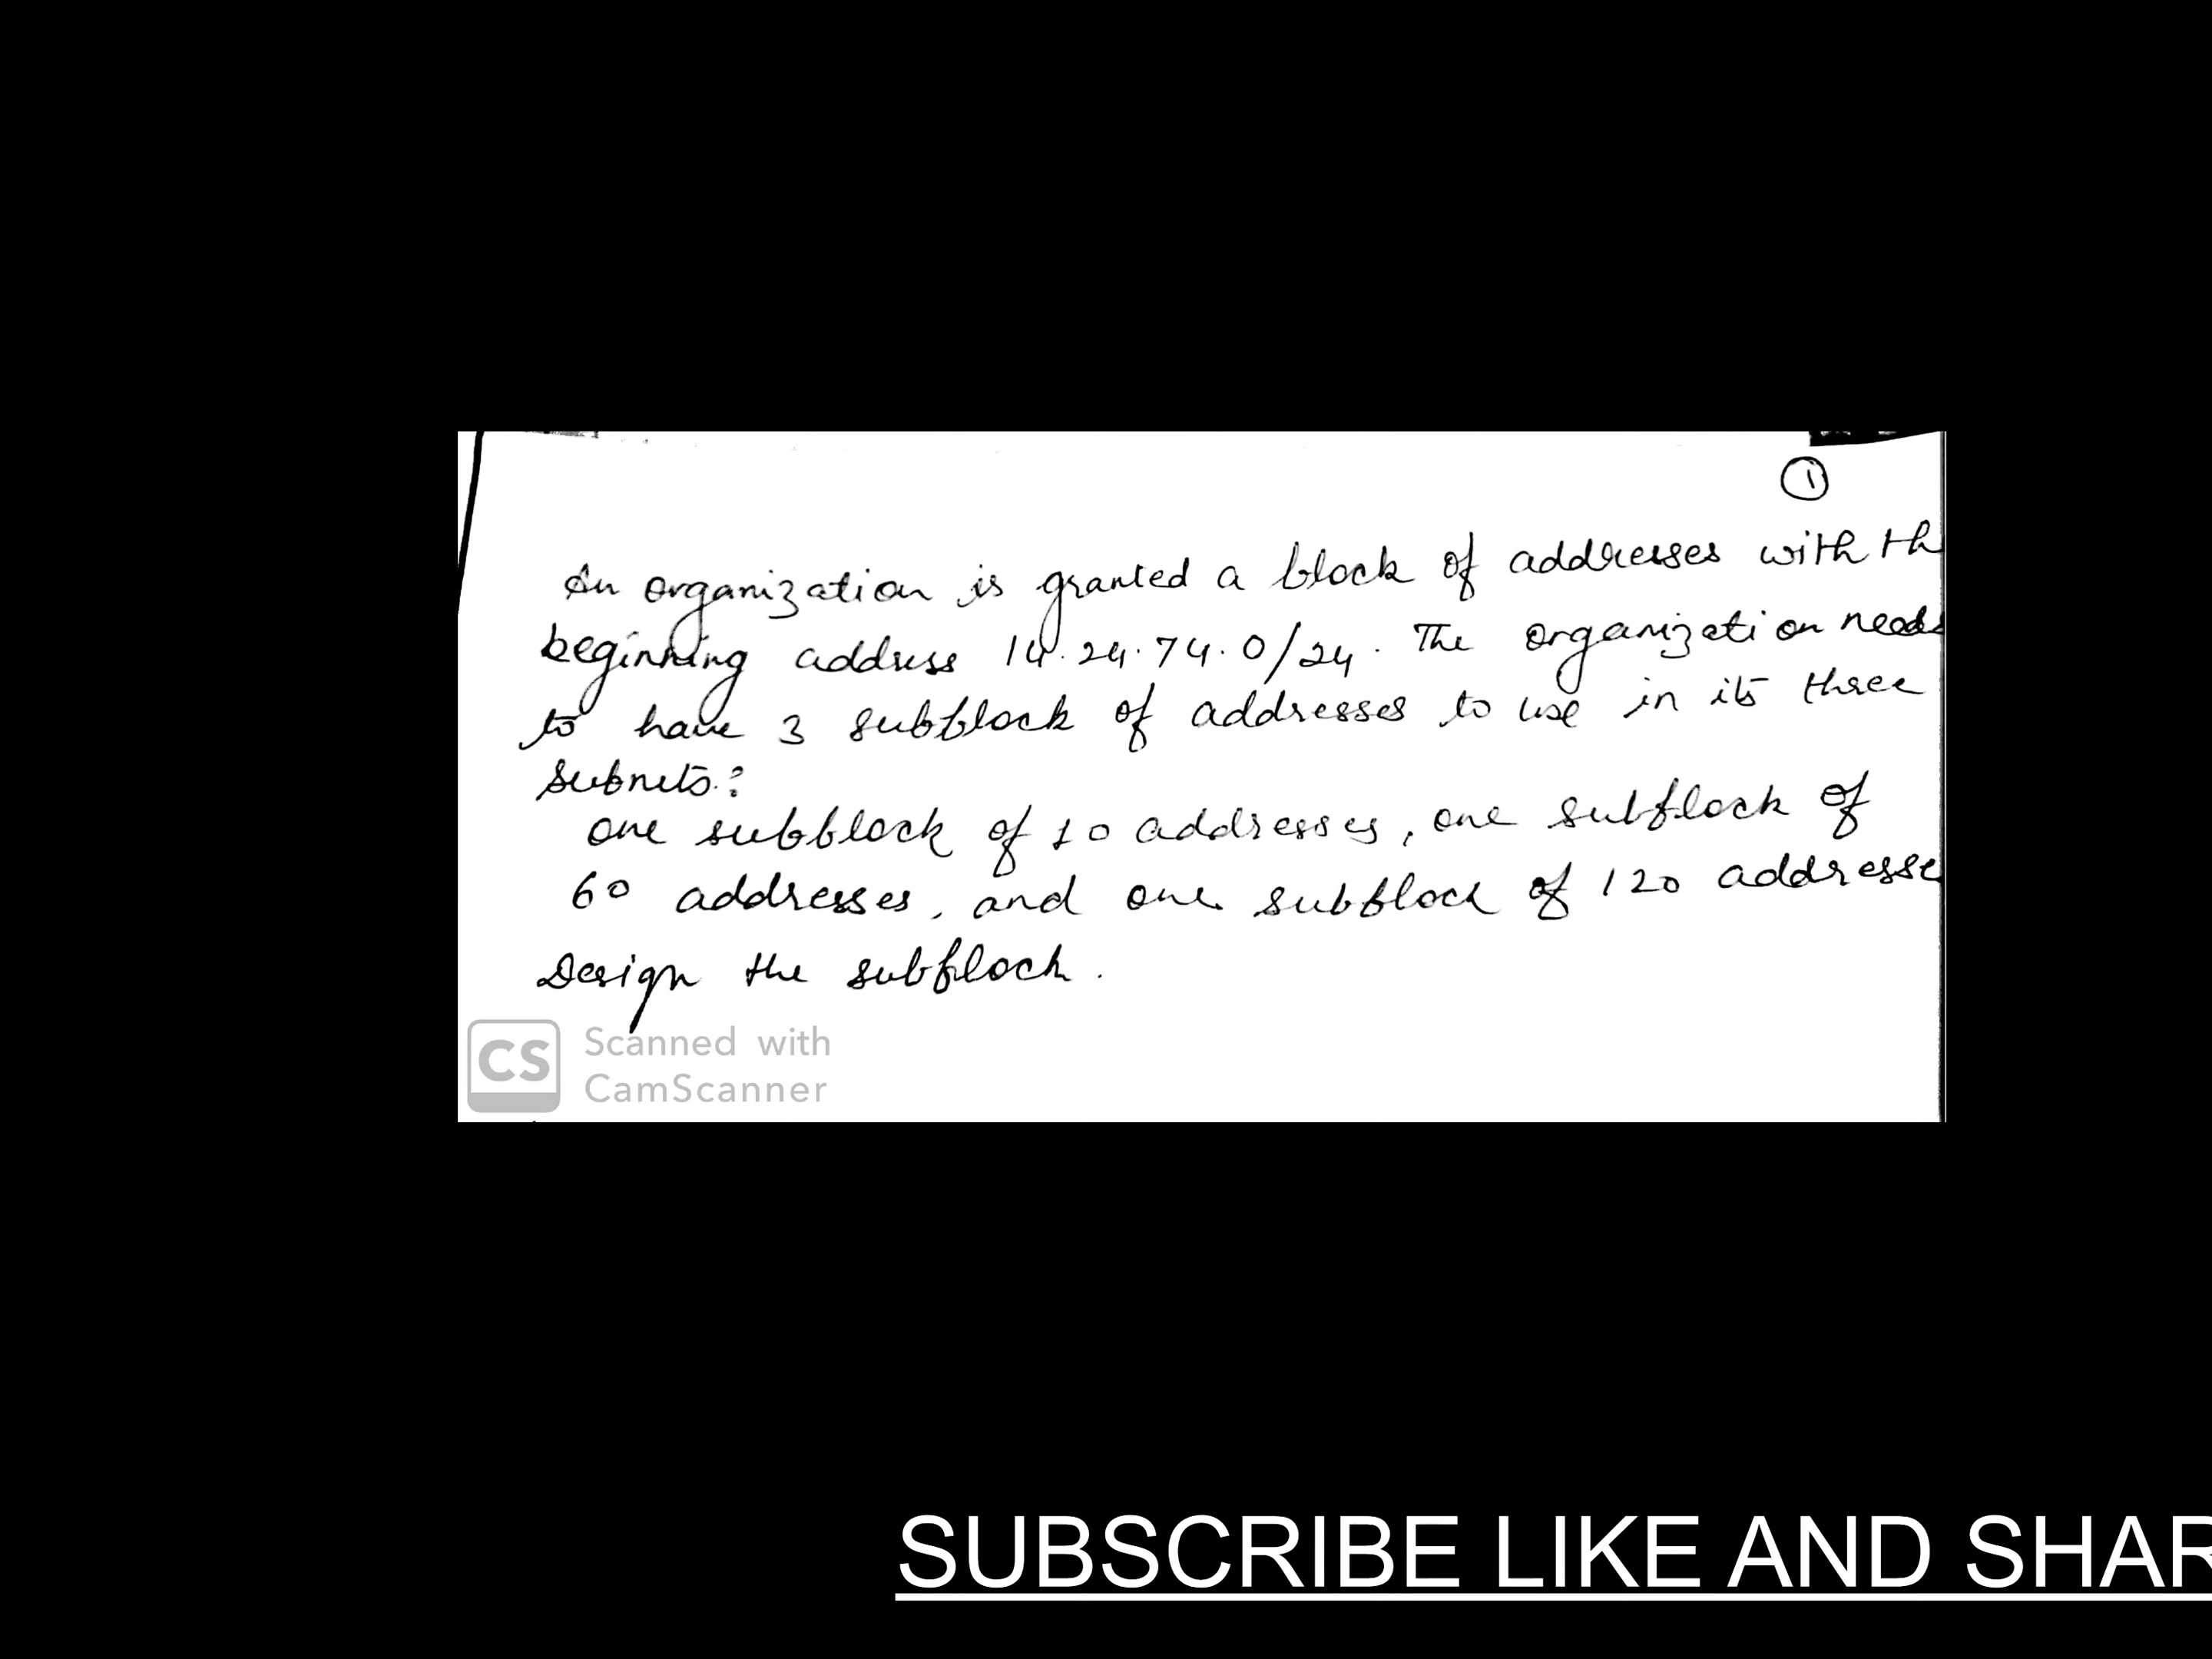 1
An organization is granted a block of addresses with th
beginning address 14.24.74.0/24. The organization needs
to have 3 subblock of addresses to use in its three
subnets:
one subblock of 10 addresses, one subblock of
60 addresses, and one subblock of 120 addresse
Design the subblock.
CS
Scanned with
CamScanner
SUBSCRIBE LIKE AND SHAR